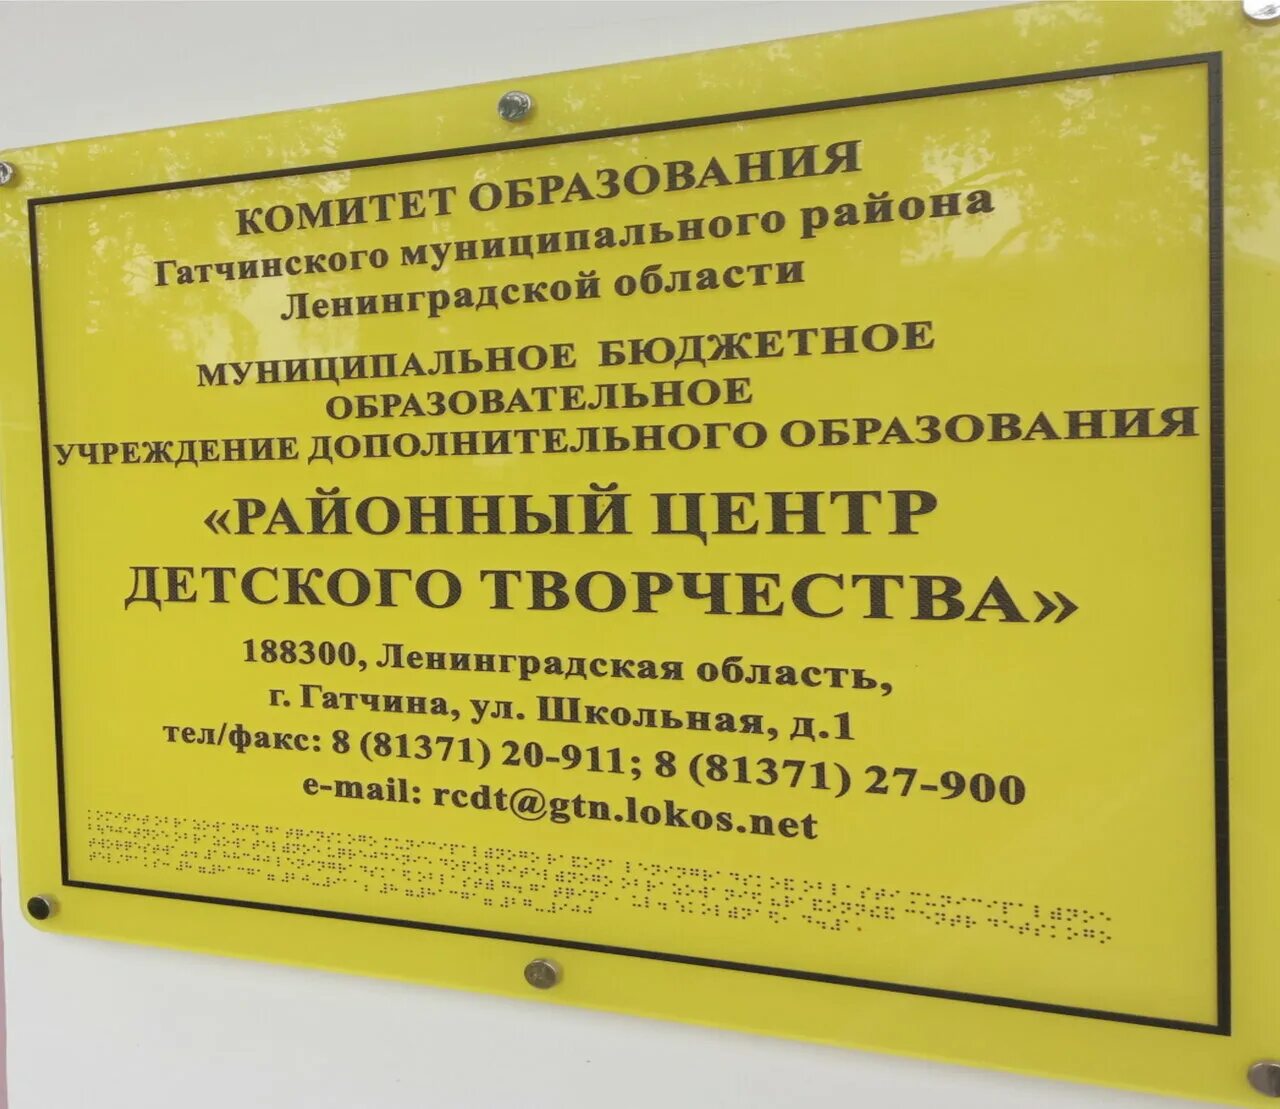 КОМИТЕТ ОБРАЗОВАНИЯ
Гатчинского муниципального района
Ленинградской области
МУНИЦИПАЛЬНОЕ БЮДЖЕТНОЕ
ОБРАЗОВАТЕЛЬНОЕ
УЧРЕЖДЕНИЕ ДОПОЛНИТЕЛЬНОГО ОБРАЗОВАНИЯ
«РАЙОННЫЙ ЦЕНТР
ДЕТСКОГО ТВОРЧЕСТВА»
188300, Ленинградская область,
г. Гатчина, ул. Школьная, д.1
тел/факс: 8 (81371) 20-911; 8 (81371) 27-900
e-mail: rcdt@gtn.lokos.net